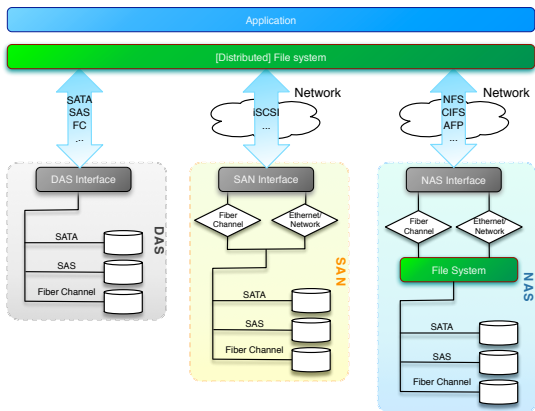 Application
[Distributed] File system
SATA
SAS
FC
...
Network
iSCSI
...
Network
NFS
CIFS
AFP
...
DAS Interface
SATA
SAS
Fiber Channel
DAS
SAN Interface
Fiber
Channel
Ethernet/
Network
SATA
SAS
Fiber Channel
SAN
NAS Interface
Fiber
Channel
Ethernet/
Network
File System
SATA
SAS
Fiber Channel
NAS